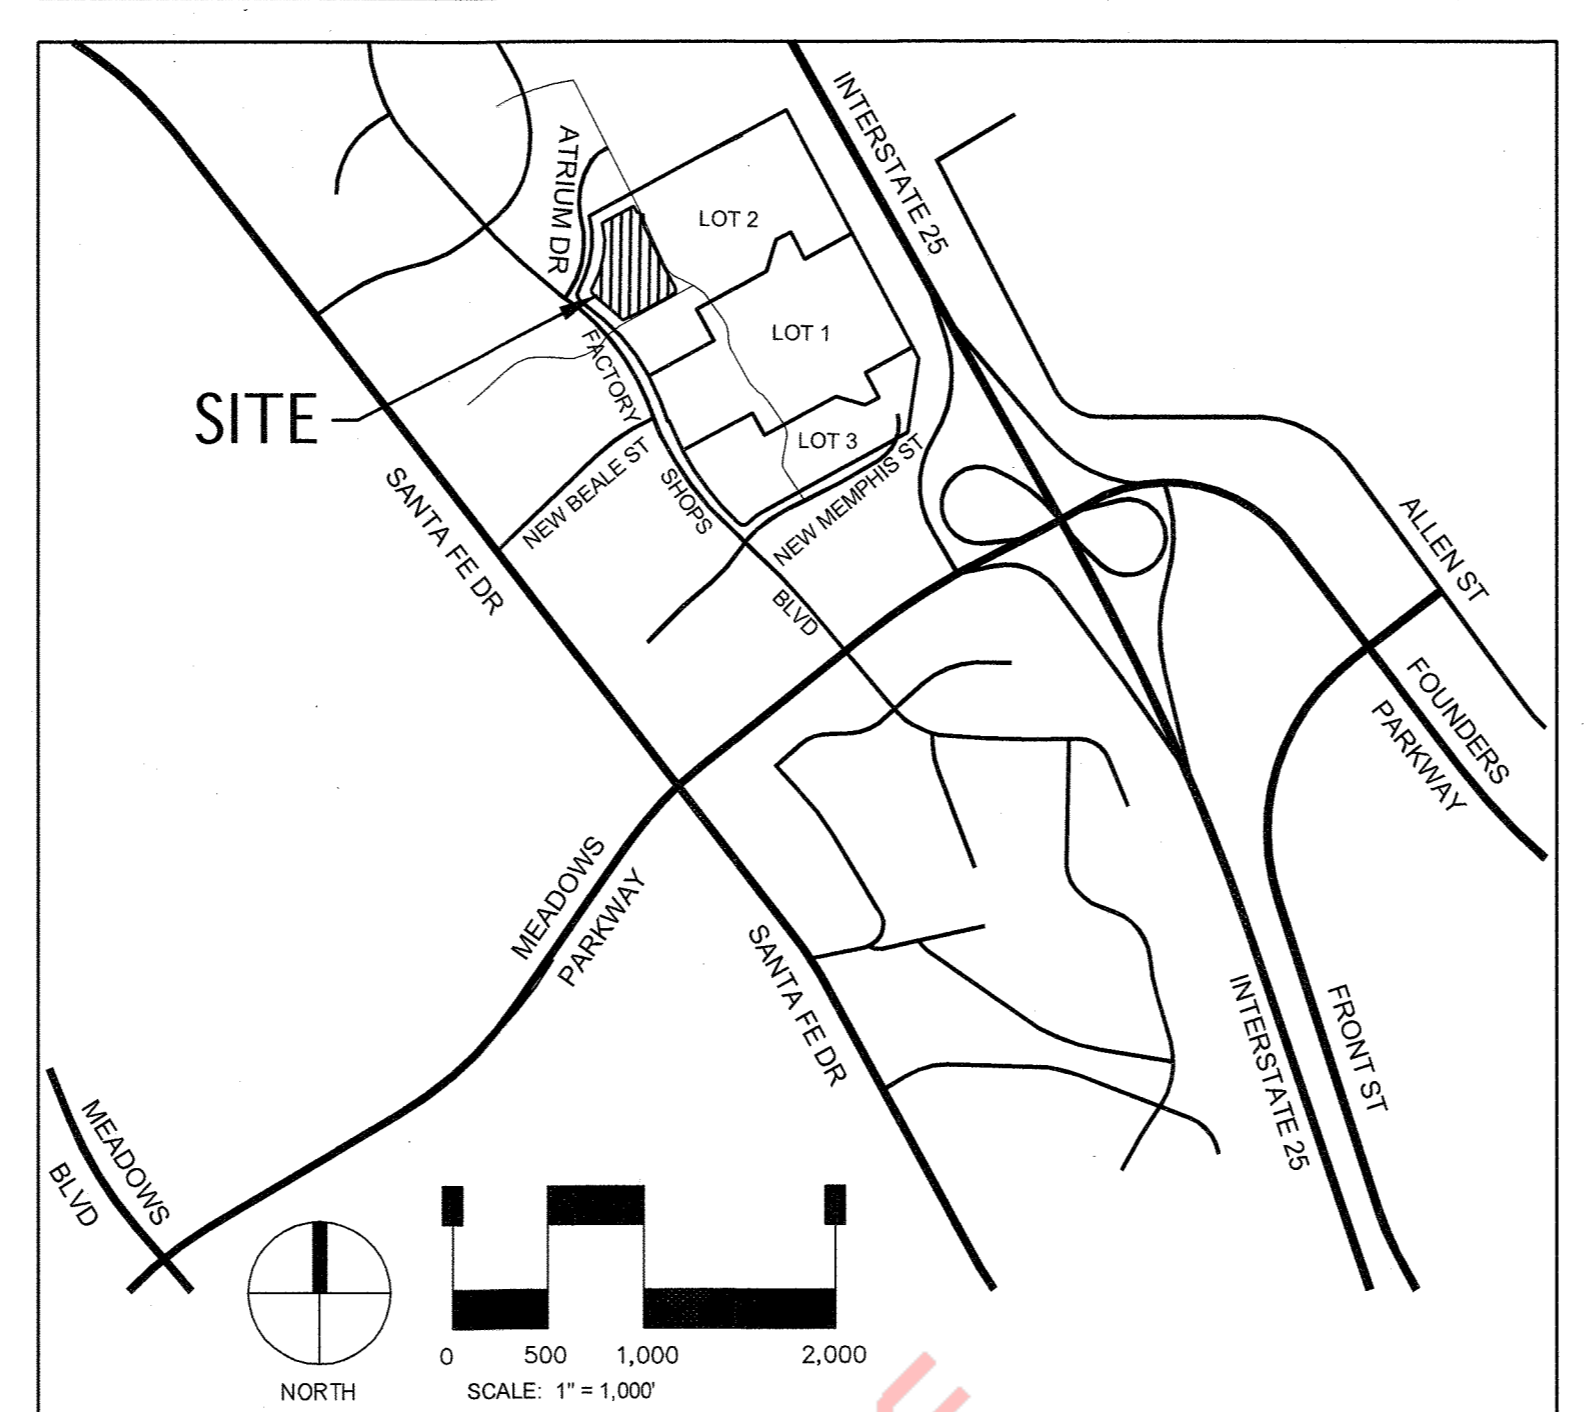 INTERSTATE 25
ATRIUM DR
LOT 2
LOT 1
FACTORY
SITE
LOT 3
NEW BEALE ST
SHOPS
NEW MEMPHIS ST
SANTA FE DR
ALLEN ST
BLVD
FOUNDERS
PARKWAY
MEADOWS
PARKWAY
SANTA FE DR
INTERSTATE 25
FRONT ST
MEADOWS
BLVD
0 500 1,000 2,000
NORTH
SCALE: 1" = 1,000'